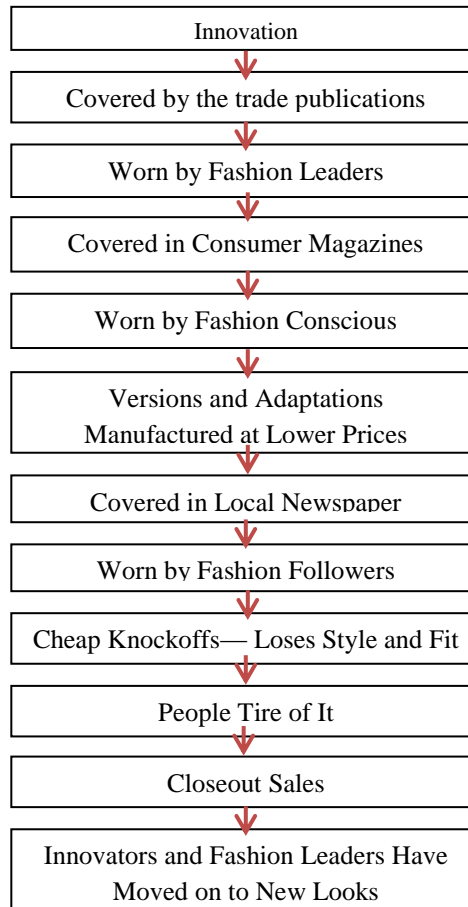 Innovation
Covered by the trade publications
Worn by Fashion Leaders
Covered in Consumer Magazines
Worn by Fashion Conscious
Versions and Adaptations
Manufactured at Lower Prices
Covered in Local Newspaper
Worn by Fashion Followers
Cheap Knockoffs— Loses Style and Fit
People Tire of It
Closeout Sales
Innovators and Fashion Leaders Have
Moved on to New Looks